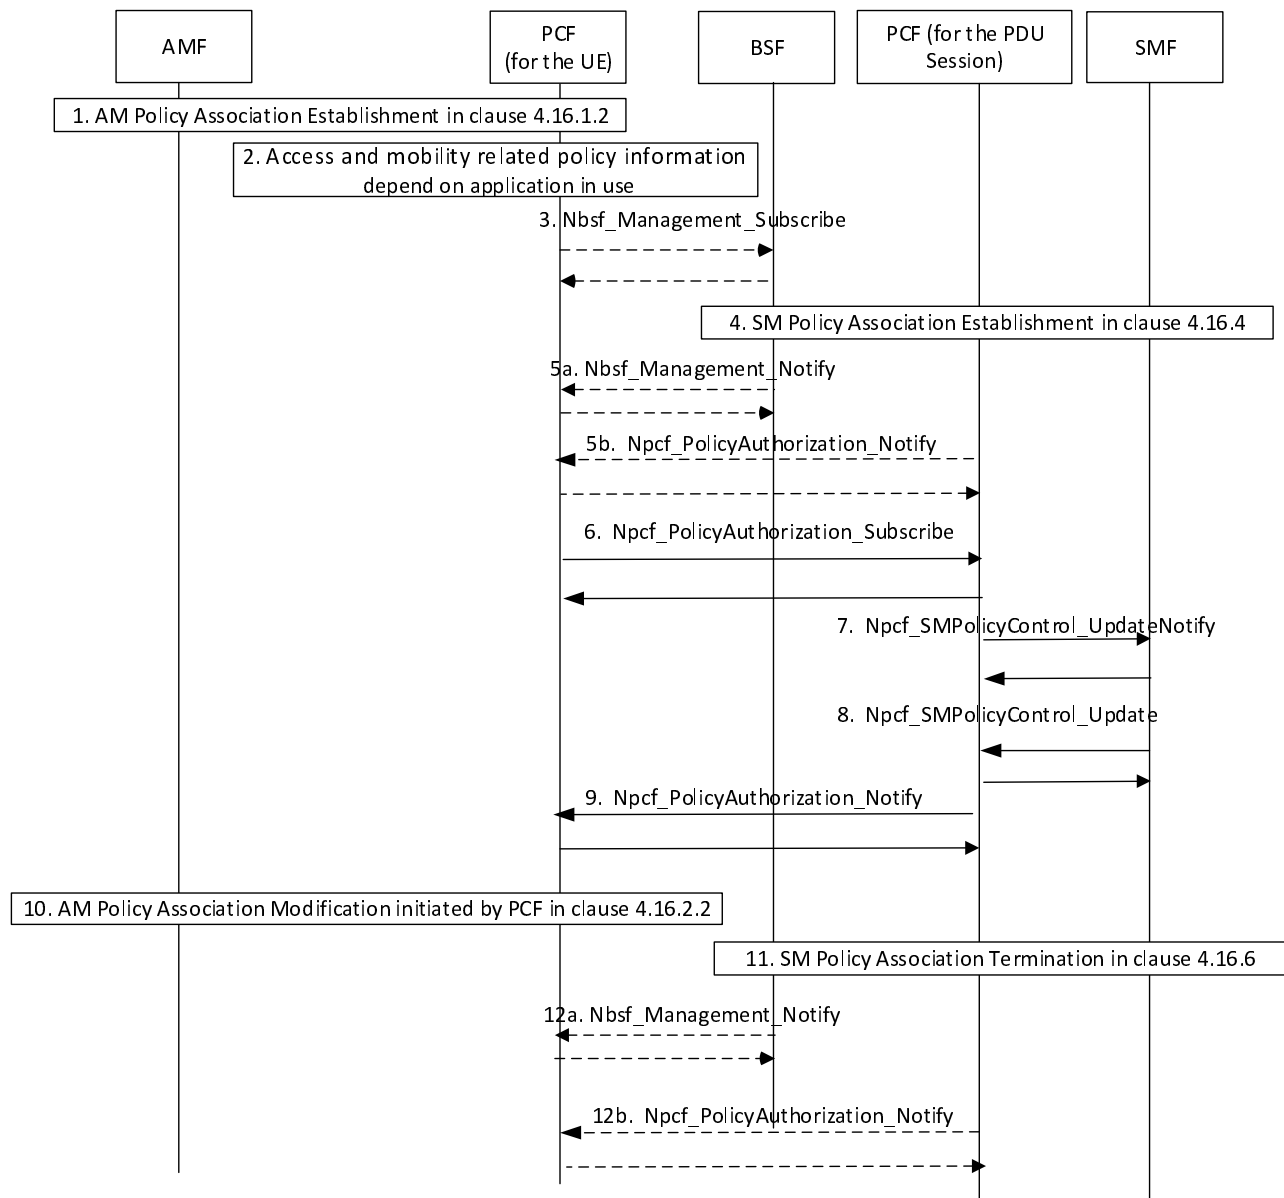 AMF
PCF
(for the UE)
BSF
PCF (for the PDU
Session)
SMF
1. AM Policy Association Establishment in clause 4.16.1.2
2. Access and mobility related policy information
depend on application in use
3. Nbsf_Management_Subscribe
4. SM Policy Association Establishment in clause 4.16.4
5a. Nbsf_Management_Notify
5b. Npcf_PolicyAuthorization_Notify
6. Npcf_PolicyAuthorization_Subscribe
7. Npcf_SMPolicyControl_UpdateNotify
8. Npcf_SMPolicyControl_Update
9. Npcf_PolicyAuthorization_Notify
10. AM Policy Association Modification initiated by PCF in clause 4.16.2.2
11. SM Policy Association Termination in clause 4.16.6
12a. Nbsf_Management_Notify
12b. Npcf_PolicyAuthorization_Notify